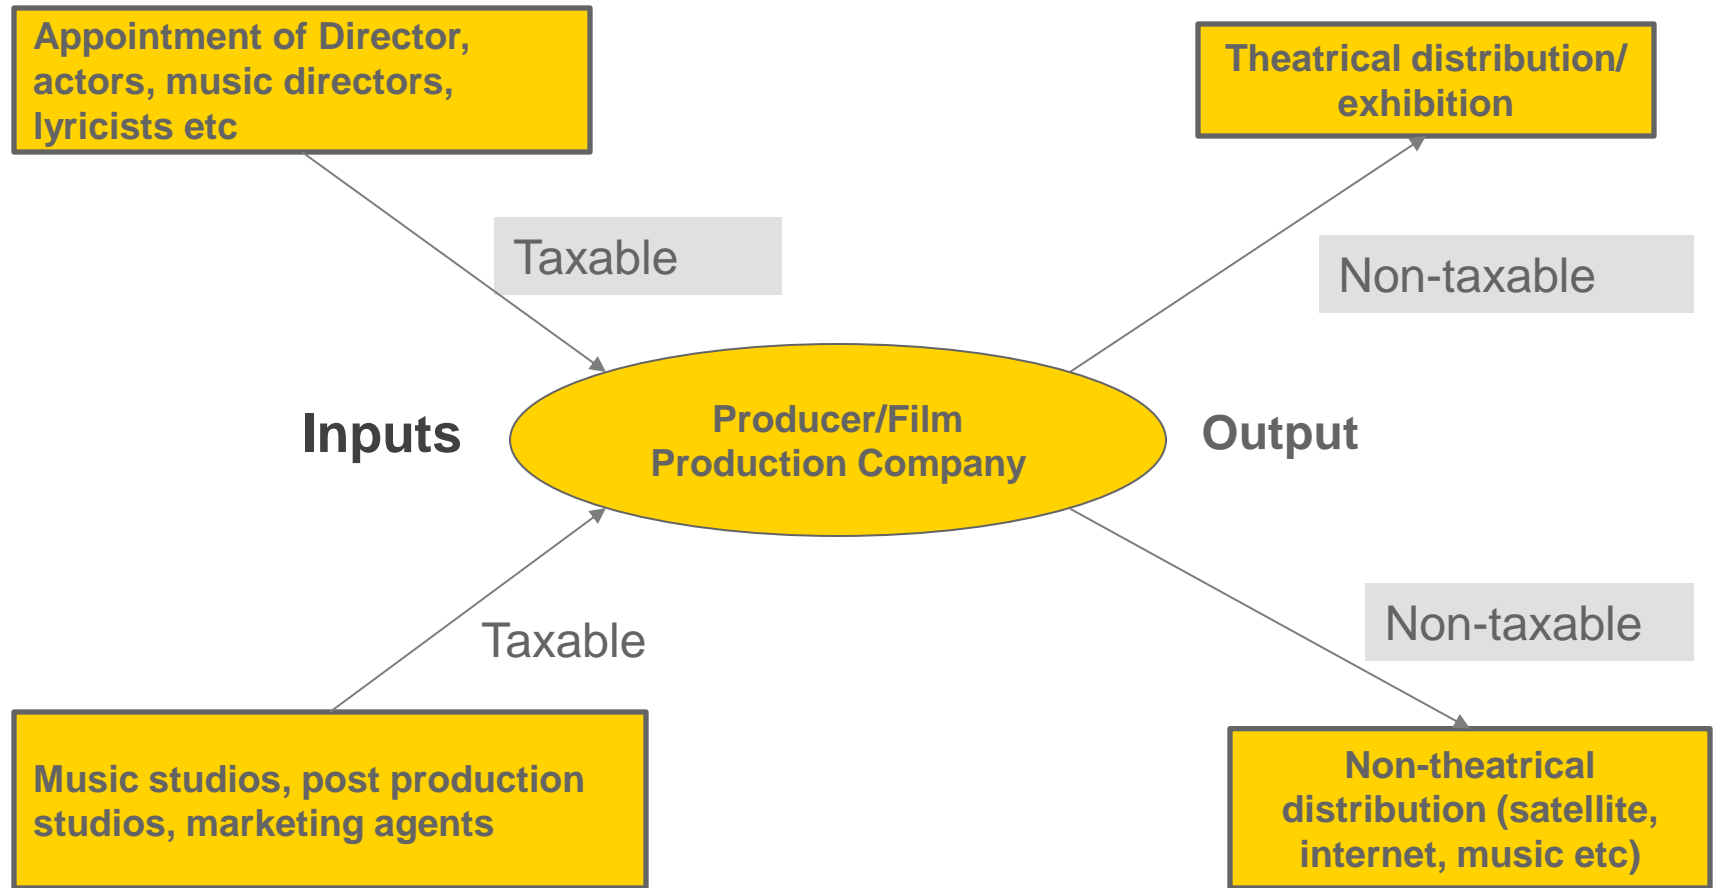 Appointment of Director,
actors, music directors,
lyricists etc
Theatrical distribution/
exhibition
Taxable
Non-taxable
Inputs
Producer/Film
Production Company
Output
Taxable
Non-taxable
Music studios, post production
studios, marketing agents
Non-theatrical
distribution (satellite,
internet, music etc)